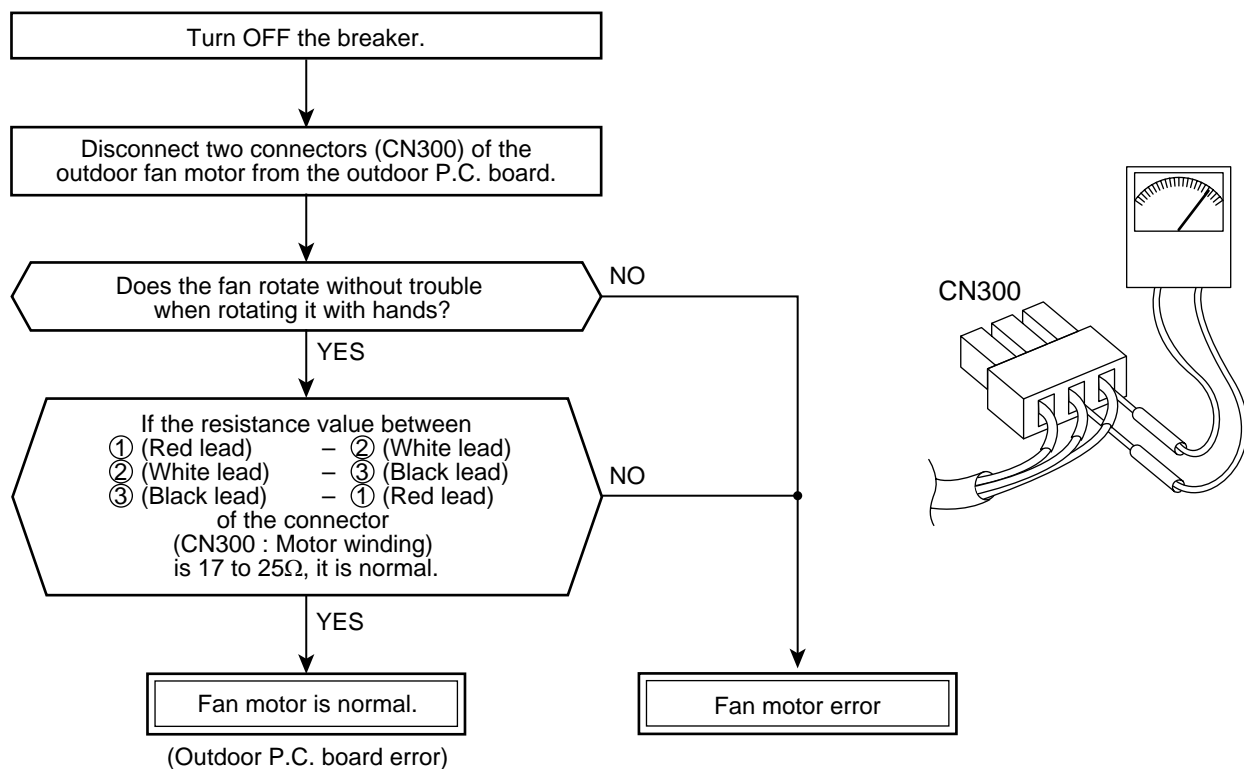 Turn OFF the breaker.
Disconnect two connectors (CN300) of the
outdoor fan motor from the outdoor P.C. board.
Does the fan rotate without trouble
when rotating it with hands?
NO
YES
If the resistance value between
① (Red lead) – ② (White lead)
② (White lead) – ③ (Black lead)
③ (Black lead) – ① (Red lead)
of the connector
(CN300 : Motor winding)
is 17 to 25Ω, it is normal.
NO
YES
Fan motor is normal.
(Outdoor P.C. board error)
Fan motor error
CN300